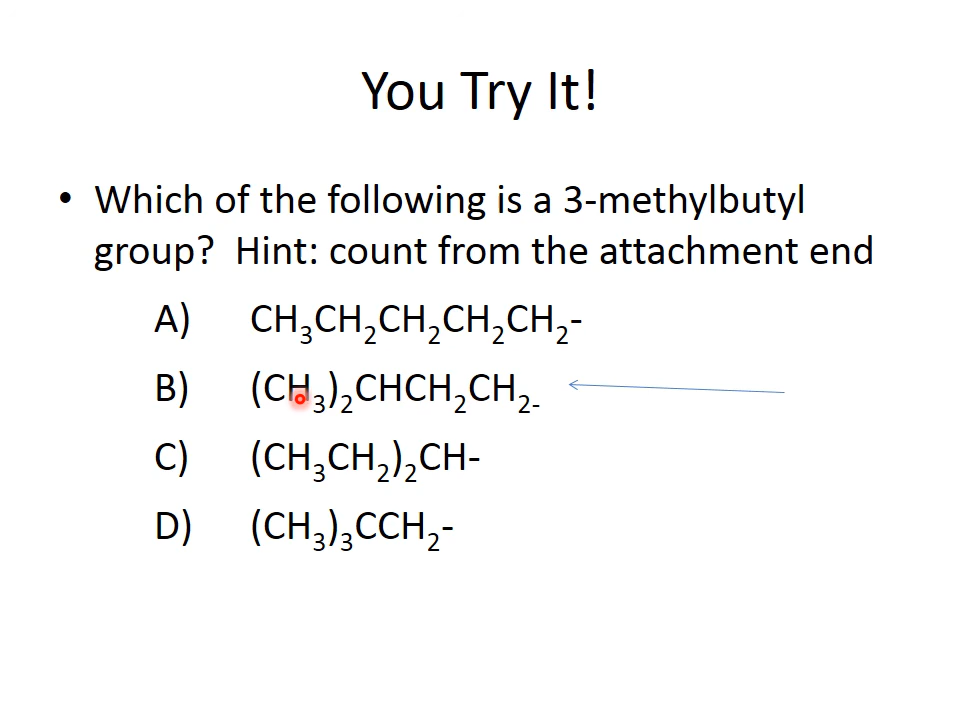 You Try It!
• Which of the following is a 3-methylbutyl
group? Hint: count from the attachment end
A) CH₃CH₂CH₂CH₂CH₂-
B) (CH₃)₂CHCH₂CH₂₋
C) (CH₃CH₂)₂CH-
D) (CH₃)₃CCH₂-